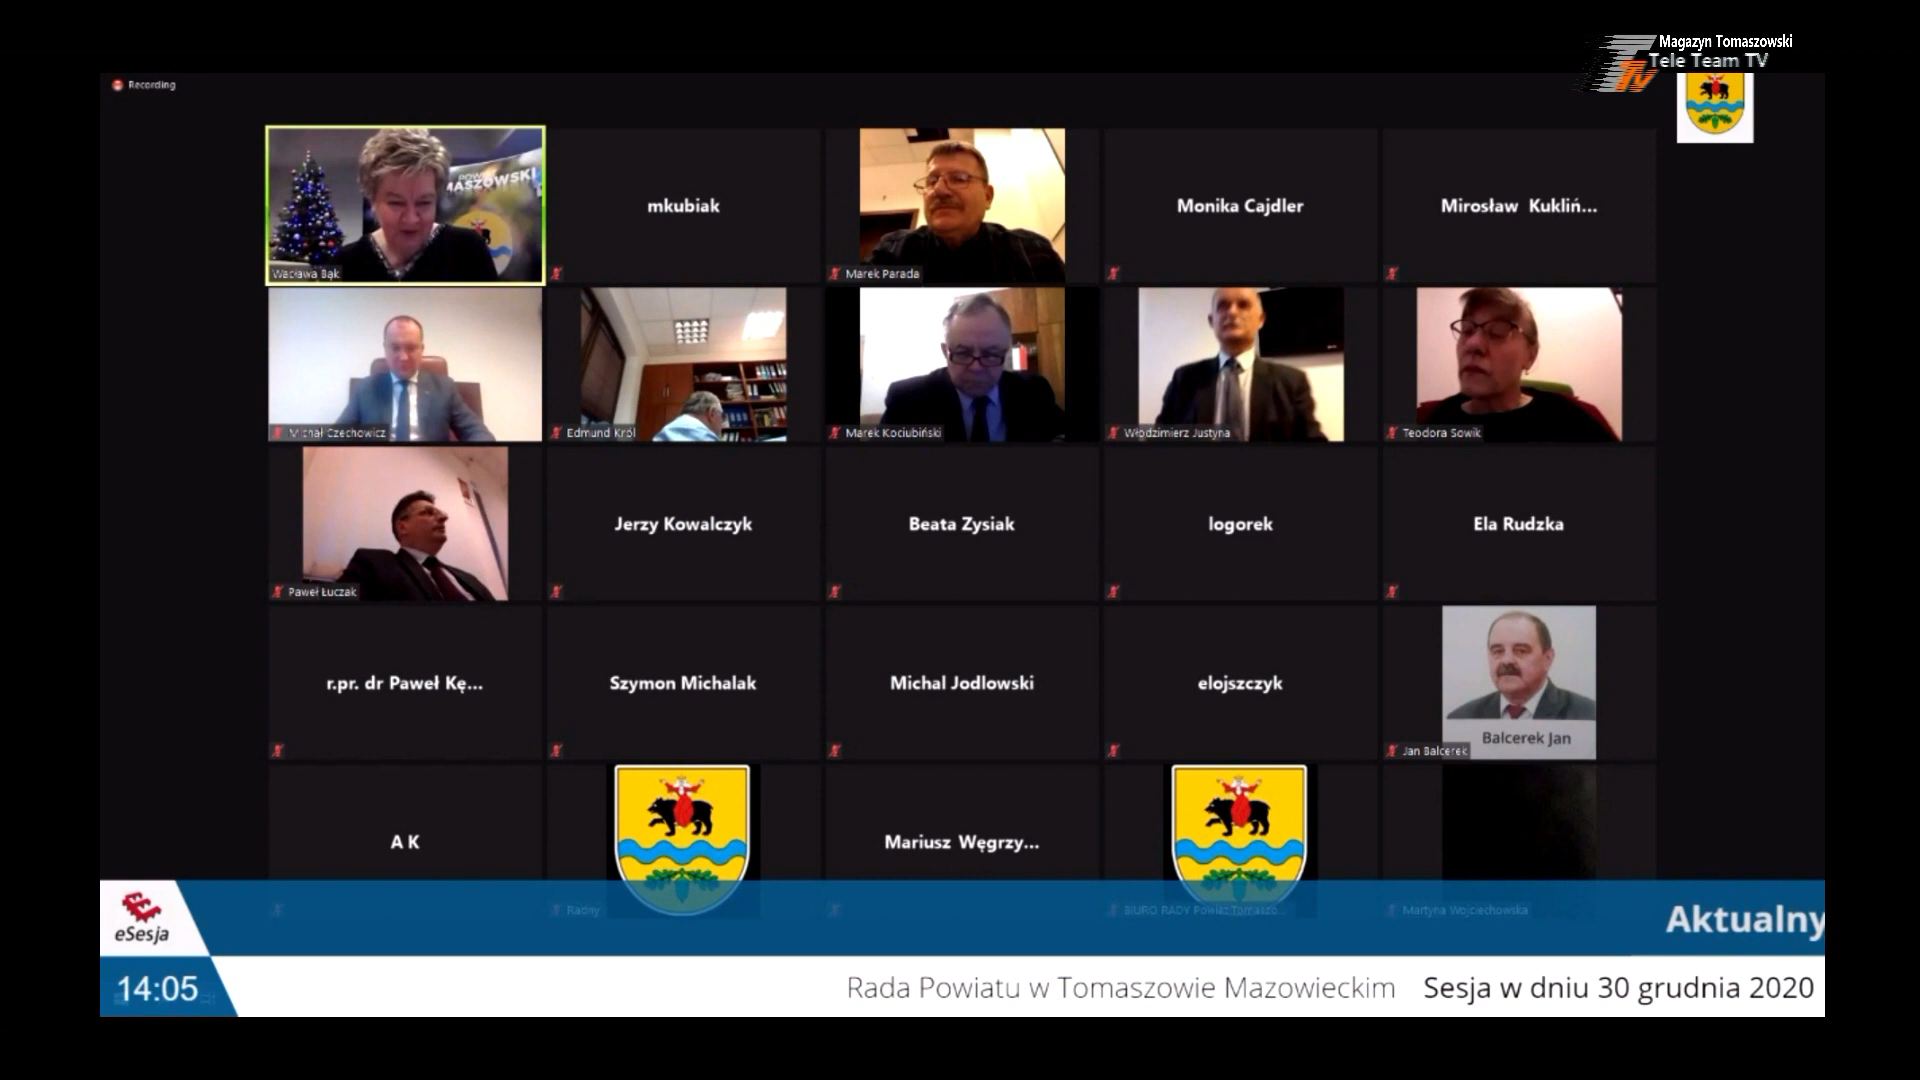 Magazyn Tomaszowski
Tele Team TV
Recording
MASZOWSKI
Wacława Bąk
mkubiak
Marek Parada
Monika Cajdler
Mirosław Kukliń...
Michał Czechowicz
Edmund Król
Marek Kociubiński
Włodzimierz Justyna
Teodora Sowik
Paweł Łuczak
Jerzy Kowalczyk
Beata Zysiak
logorek
Ela Rudzka
r.pr. dr Paweł Kę...
Szymon Michalak
Michal Jodlowski
elojszczyk
Balcerek Jan
Jan Balcerek
A K
Radny
Mariusz Węgrzy...
BIURO RADY Powiat Tomaszo...
Martyna Wojciechowska
eSesja
Aktualny
14:05
Rada Powiatu w Tomaszowie Mazowieckim Sesja w dniu 30 grudnia 2020